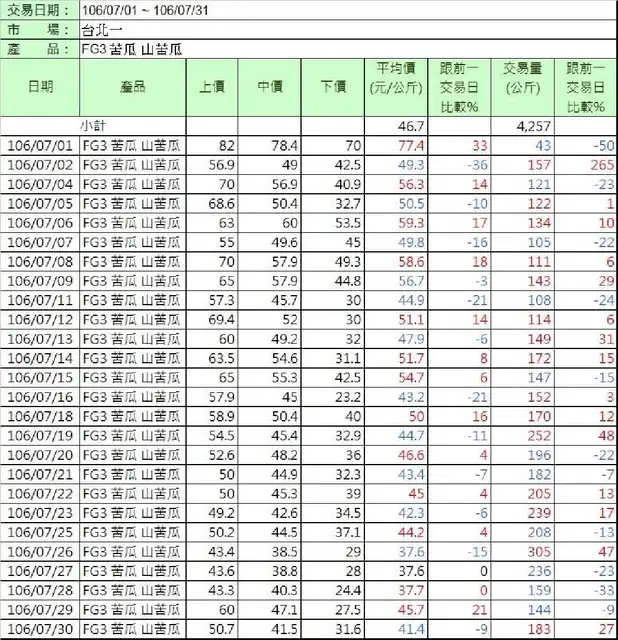 交易日期： 106/07/01 ~ 106/07/31
市 場： 台北一
產 品： FG3 苦瓜 山苦瓜
日期 產品 上價 中價 下價 平均價 (元/公斤) 跟前一交易日比較% 交易量 (公斤) 跟前一交易日比較%
小計 46.7 4,257
106/07/01 FG3 苦瓜 山苦瓜 82 78.4 70 77.4 33 43 -50
106/07/02 FG3 苦瓜 山苦瓜 56.9 49 42.5 49.3 -36 157 265
106/07/04 FG3 苦瓜 山苦瓜 70 56.9 40.9 56.3 14 121 -23
106/07/05 FG3 苦瓜 山苦瓜 68.6 50.4 32.7 50.5 -10 122 1
106/07/06 FG3 苦瓜 山苦瓜 63 60 53.5 59.3 17 134 10
106/07/07 FG3 苦瓜 山苦瓜 55 49.6 45 49.8 -16 105 -22
106/07/08 FG3 苦瓜 山苦瓜 70 57.9 49.3 58.6 18 111 6
106/07/09 FG3 苦瓜 山苦瓜 65 57.9 44.8 56.7 -3 143 29
106/07/11 FG3 苦瓜 山苦瓜 57.3 45.7 30 44.9 -21 108 -24
106/07/12 FG3 苦瓜 山苦瓜 69.4 52 30 51.1 14 114 6
106/07/13 FG3 苦瓜 山苦瓜 60 49.2 32 47.9 -6 149 31
106/07/14 FG3 苦瓜 山苦瓜 63.5 54.6 31.1 51.7 8 172 15
106/07/15 FG3 苦瓜 山苦瓜 65 55.3 42.5 54.7 6 147 -15
106/07/16 FG3 苦瓜 山苦瓜 57.9 45 23.2 43.2 -21 152 3
106/07/18 FG3 苦瓜 山苦瓜 58.9 50.4 40 50 16 170 12
106/07/19 FG3 苦瓜 山苦瓜 54.5 45.4 32.9 44.7 -11 252 48
106/07/20 FG3 苦瓜 山苦瓜 52.6 48.2 36 46.6 4 196 -22
106/07/21 FG3 苦瓜 山苦瓜 50 44.9 32.3 43.4 -7 182 -7
106/07/22 FG3 苦瓜 山苦瓜 50 45.3 39 45 4 205 13
106/07/23 FG3 苦瓜 山苦瓜 49.2 42.6 34.5 42.3 -6 239 17
106/07/25 FG3 苦瓜 山苦瓜 50.2 44.5 37.1 44.2 4 208 -13
106/07/26 FG3 苦瓜 山苦瓜 43.4 38.5 29 37.6 -15 305 47
106/07/27 FG3 苦瓜 山苦瓜 43.6 38.8 28 37.6 0 236 -23
106/07/28 FG3 苦瓜 山苦瓜 43.3 40.3 24.4 37.7 0 159 -33
106/07/29 FG3 苦瓜 山苦瓜 60 47.1 27.5 45.7 21 144 -9
106/07/30 FG3 苦瓜 山苦瓜 50.7 41.5 31.6 41.4 -9 183 27